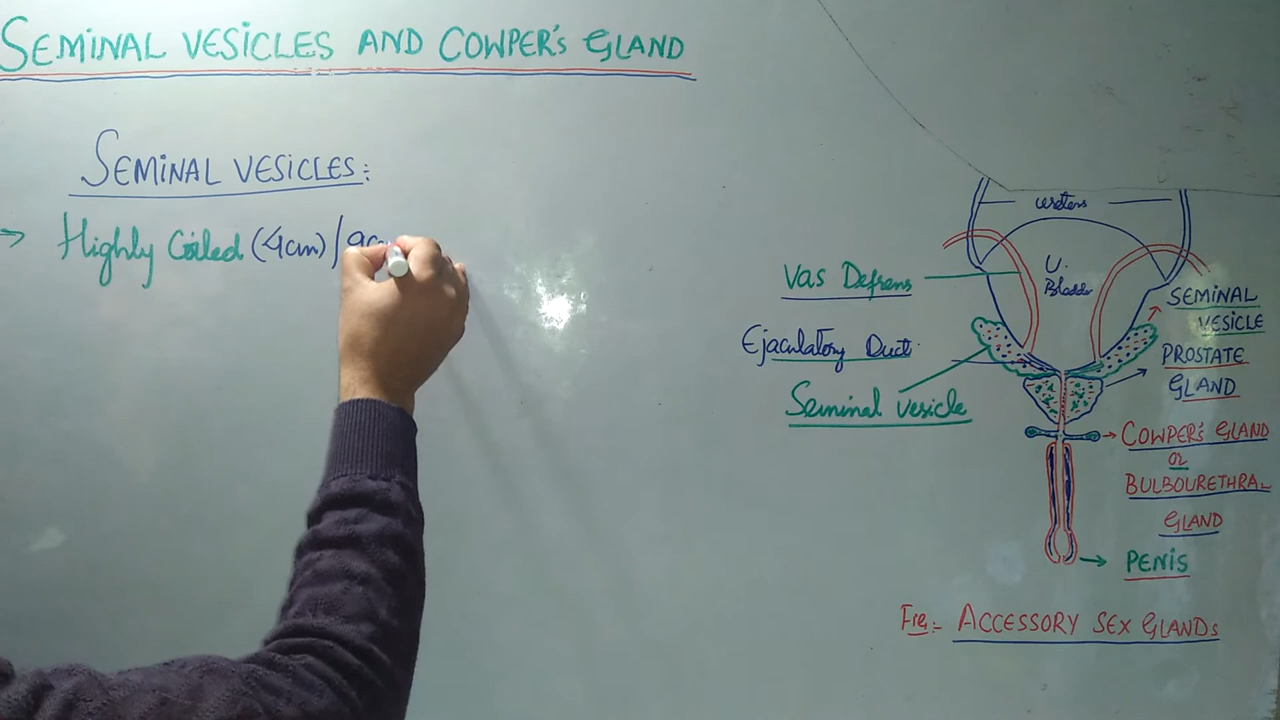 SEMINAL VESICLES AND COWPER'S GLAND
SEMINAL VESICLES:
→ Highly Coiled (4cm)/9c
ureters
U.
Bladder
Vas Defrens
Ejaculatory Duct
Seminal vesicle
SEMINAL
VESICLE
PROSTATE
GLAND
COWPER'S GLAND
or
BULBOURETHRAL
GLAND
PENIS
FIG:- ACCESSORY SEX GLANDS